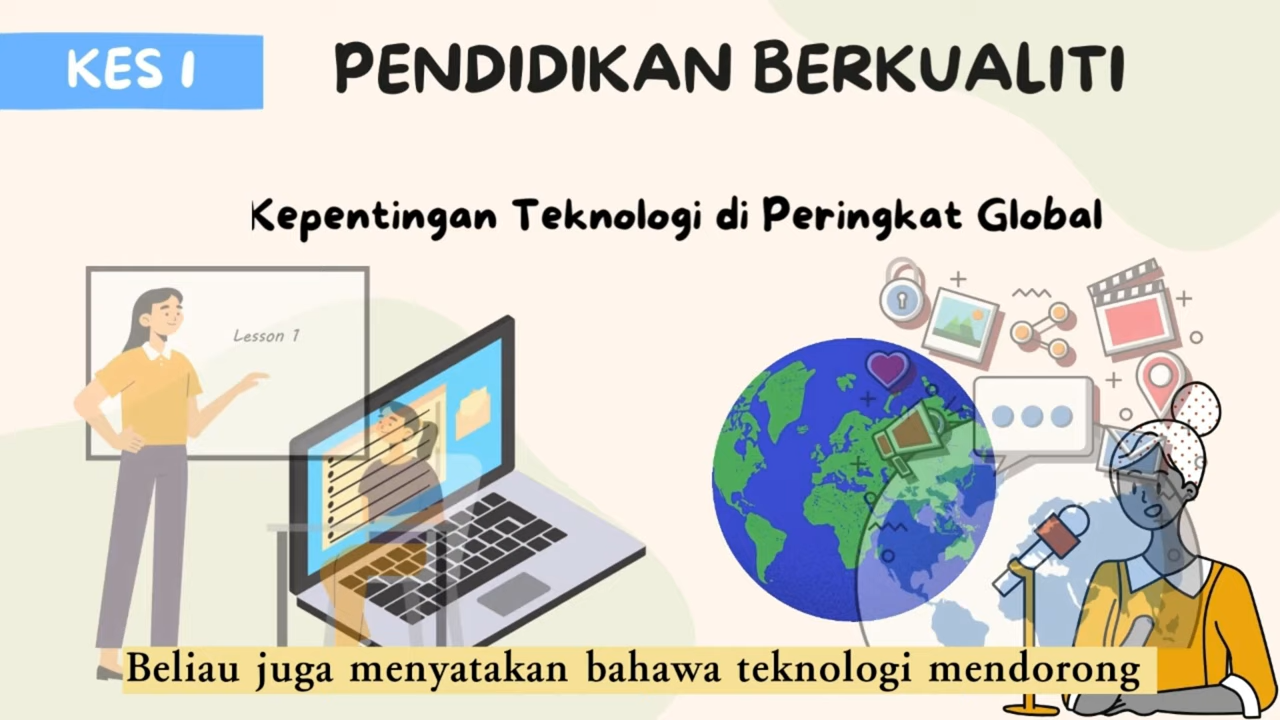 KES 1
PENDIDIKAN BERKUALITI
Kepentingan Teknologi di Peringkat Global
Lesson 1
Beliau juga menyatakan bahawa teknologi mendorong